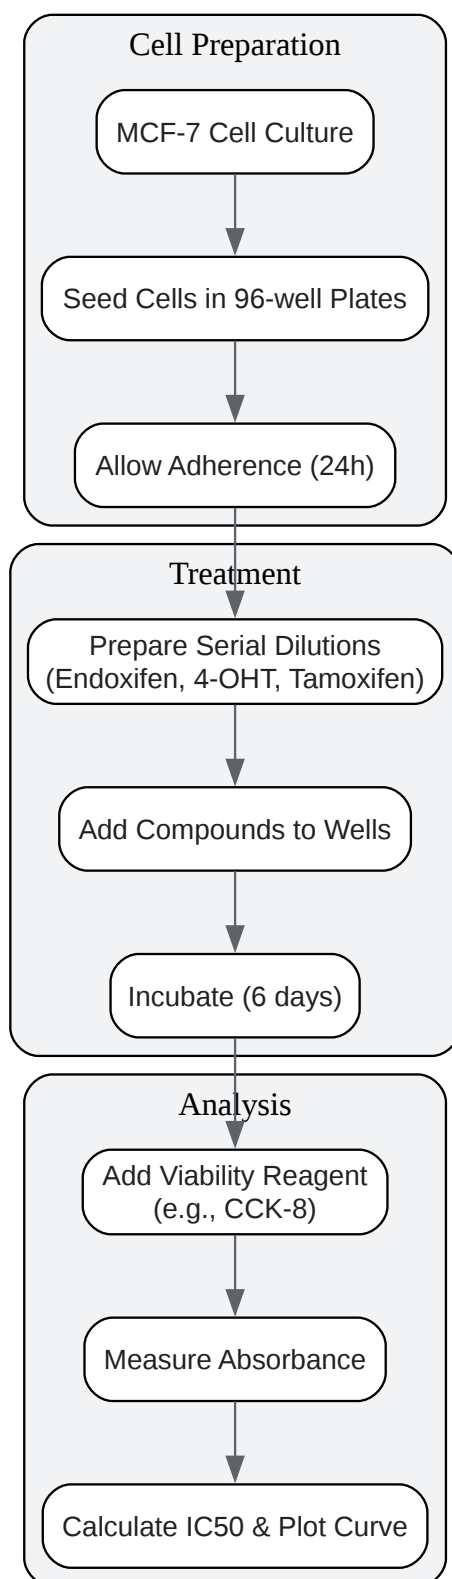 Cell Preparation
MCF-7 Cell Culture
Seed Cells in 96-well Plates
Allow Adherence (24h)
Treatment
Prepare Serial Dilutions
(Endoxifen, 4-OHT, Tamoxifen)
Add Compounds to Wells
Incubate (6 days)
Analysis
Add Viability Reagent
(e.g., CCK-8)
Measure Absorbance
Calculate IC50 & Plot Curve